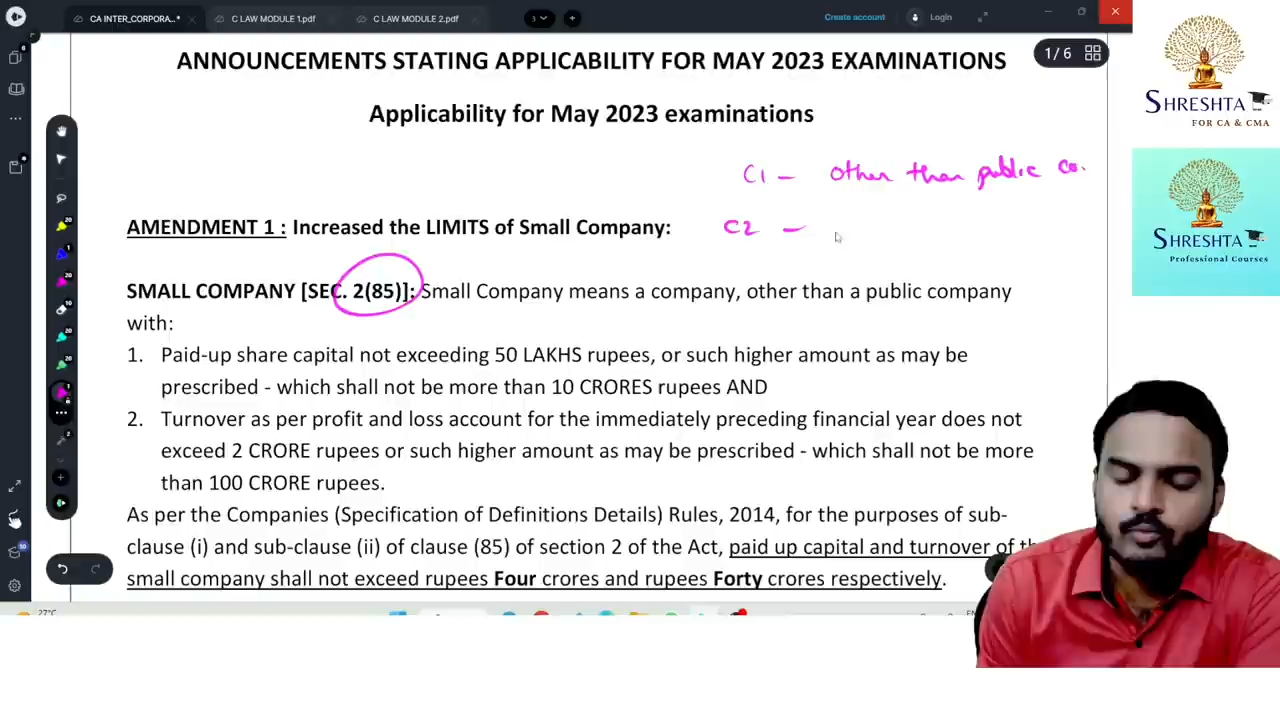 CA INTER_CORPORA...*
C LAW MODULE 1.pdf
C LAW MODULE 2.pdf
3
Create account
Login
ANNOUNCEMENTS STATING APPLICABILITY FOR MAY 2023 EXAMINATIONS
1/6
Applicability for May 2023 examinations
C1 - other than public co.
AMENDMENT 1 : Increased the LIMITS of Small Company:
C2 -
SMALL COMPANY [SEC. 2(85)]: Small Company means a company, other than a public company
with:
1. Paid-up share capital not exceeding 50 LAKHS rupees, or such higher amount as may be
prescribed - which shall not be more than 10 CRORES rupees AND
2. Turnover as per profit and loss account for the immediately preceding financial year does not
exceed 2 CRORE rupees or such higher amount as may be prescribed - which shall not be more
than 100 CRORE rupees.
As per the Companies (Specification of Definitions Details) Rules, 2014, for the purposes of sub-
clause (i) and sub-clause (ii) of clause (85) of section 2 of the Act, paid up capital and turnover of
small company shall not exceed rupees Four crores and rupees Forty crores respectively.
27°C
SHRESHTA
FOR CA & CMA
SHRESHTA
Professional Courses